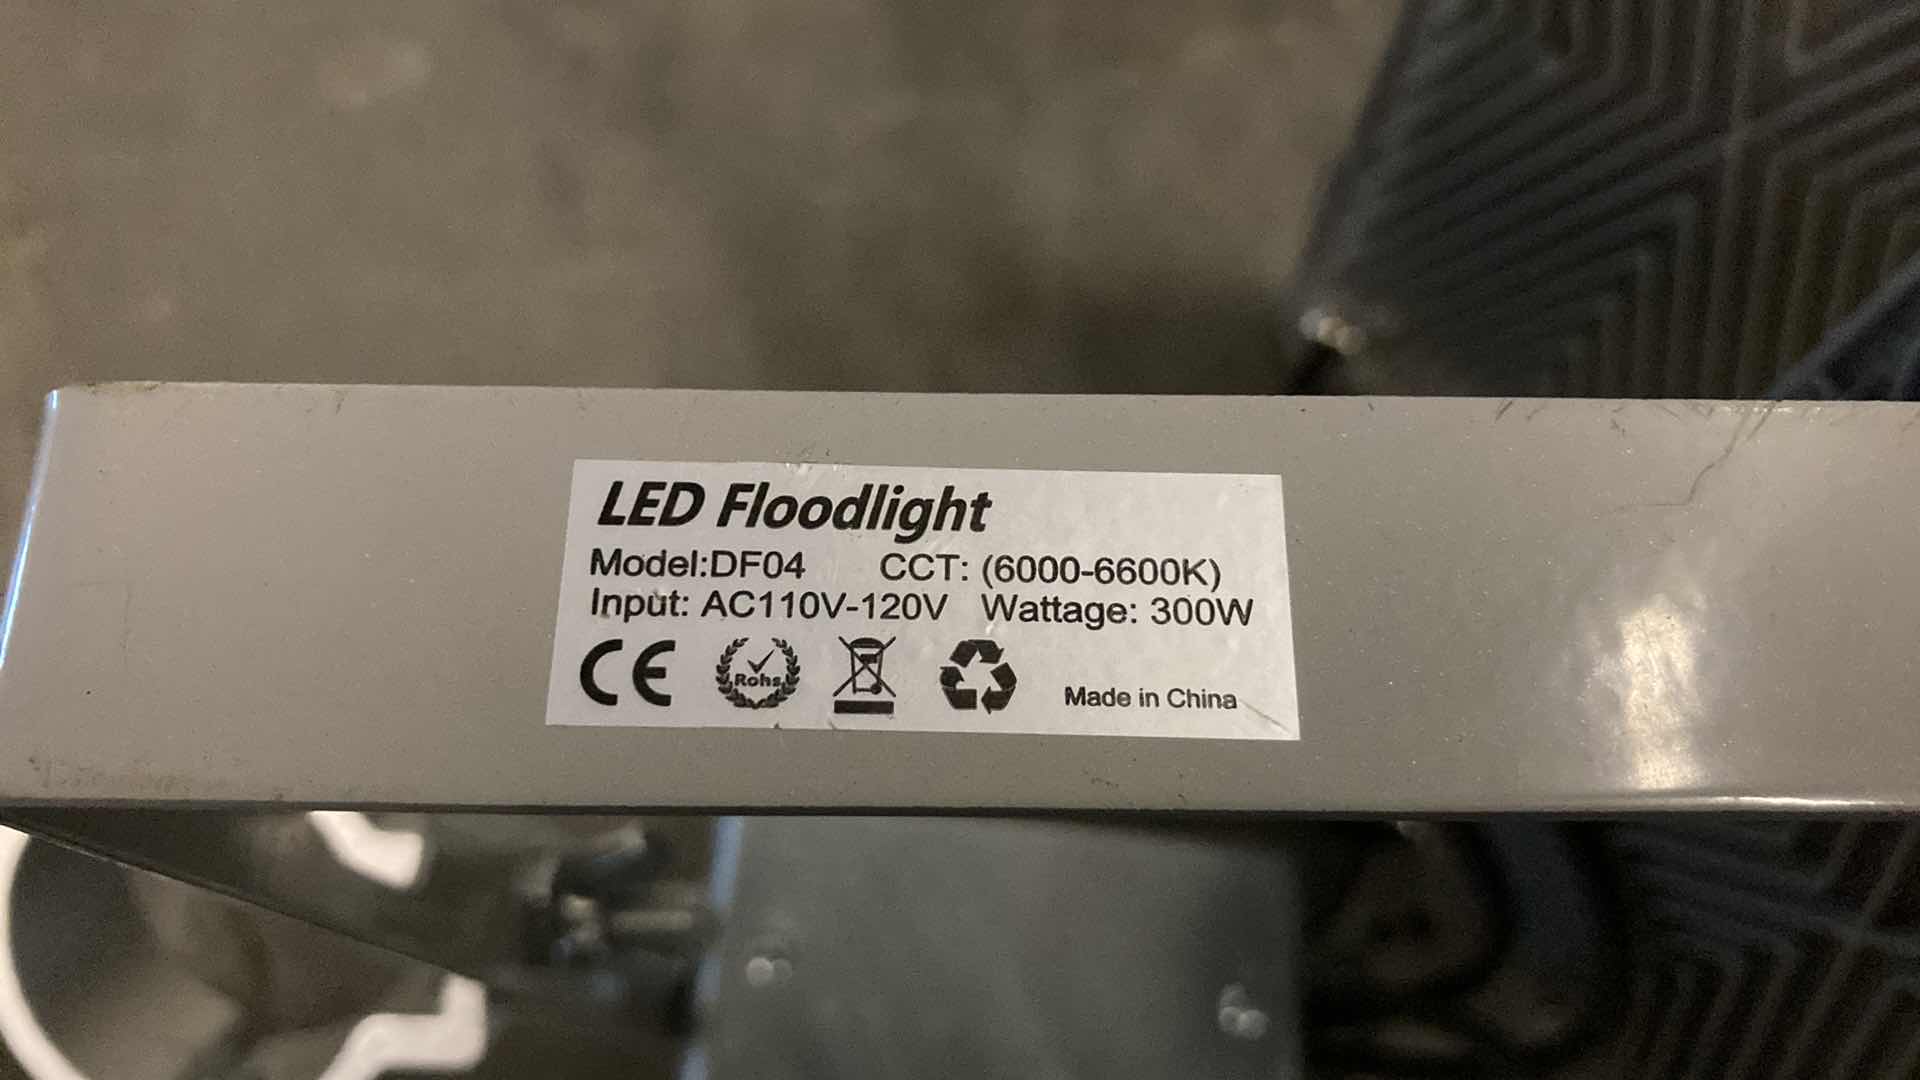 LED Floodlight
Model:DF04 CCT: (6000-6600K)
Input: AC110V-120V Wattage: 300W
CE Rohs Made in China